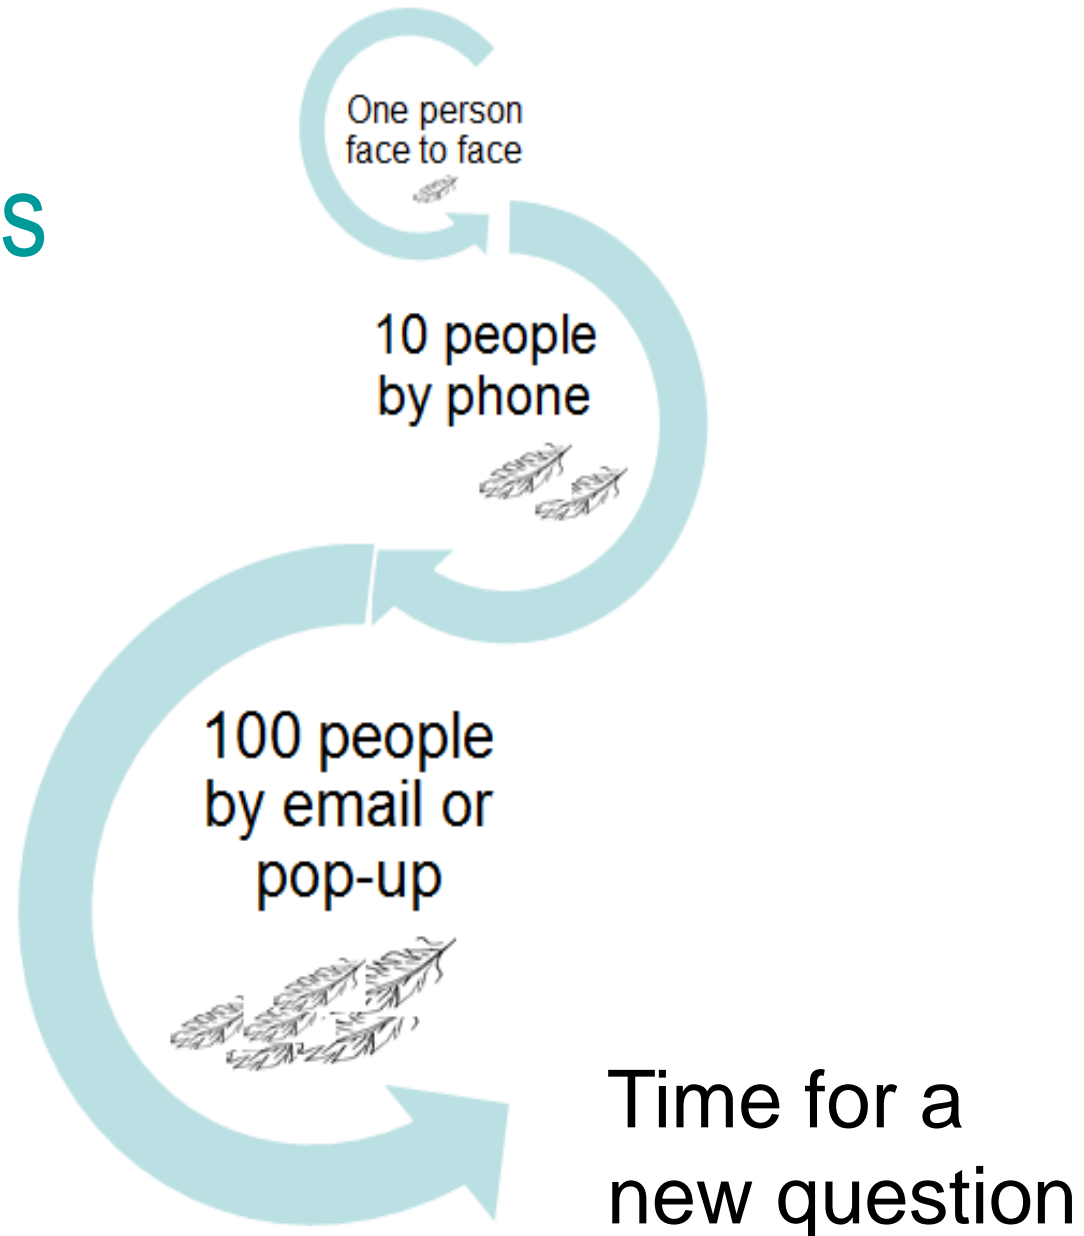 One person
face to face
s
10 people
by phone
100 people
by email or
pop-up
Time for a
new question